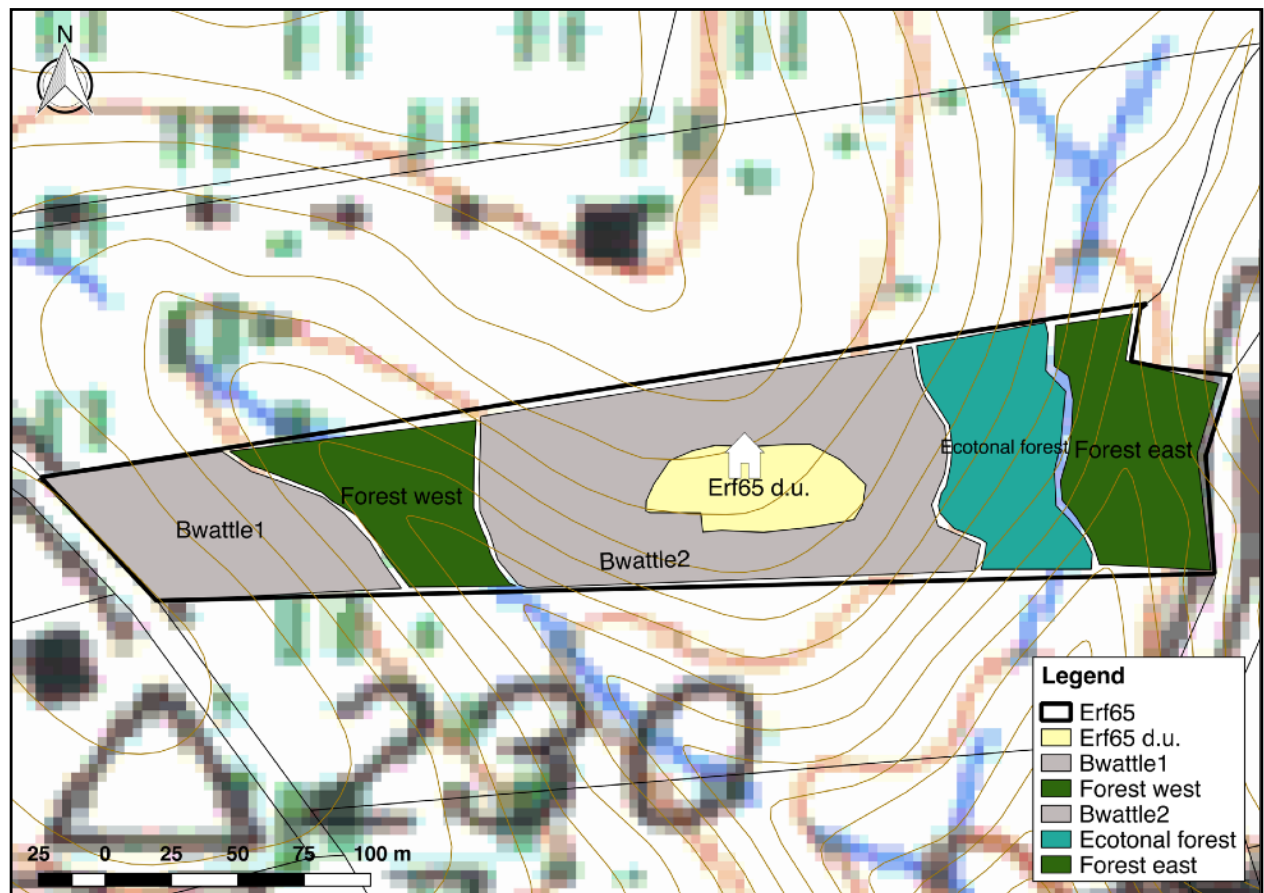 N
Ecotonal forest
Forest east
Erf65 d.u.
Forest west
Bwattle1
Bwattle2
Legend
Erf65
Erf65 d.u.
Bwattle1
Forest west
Bwattle2
Ecotonal forest
Forest east
25 0 25 50 75 100 m